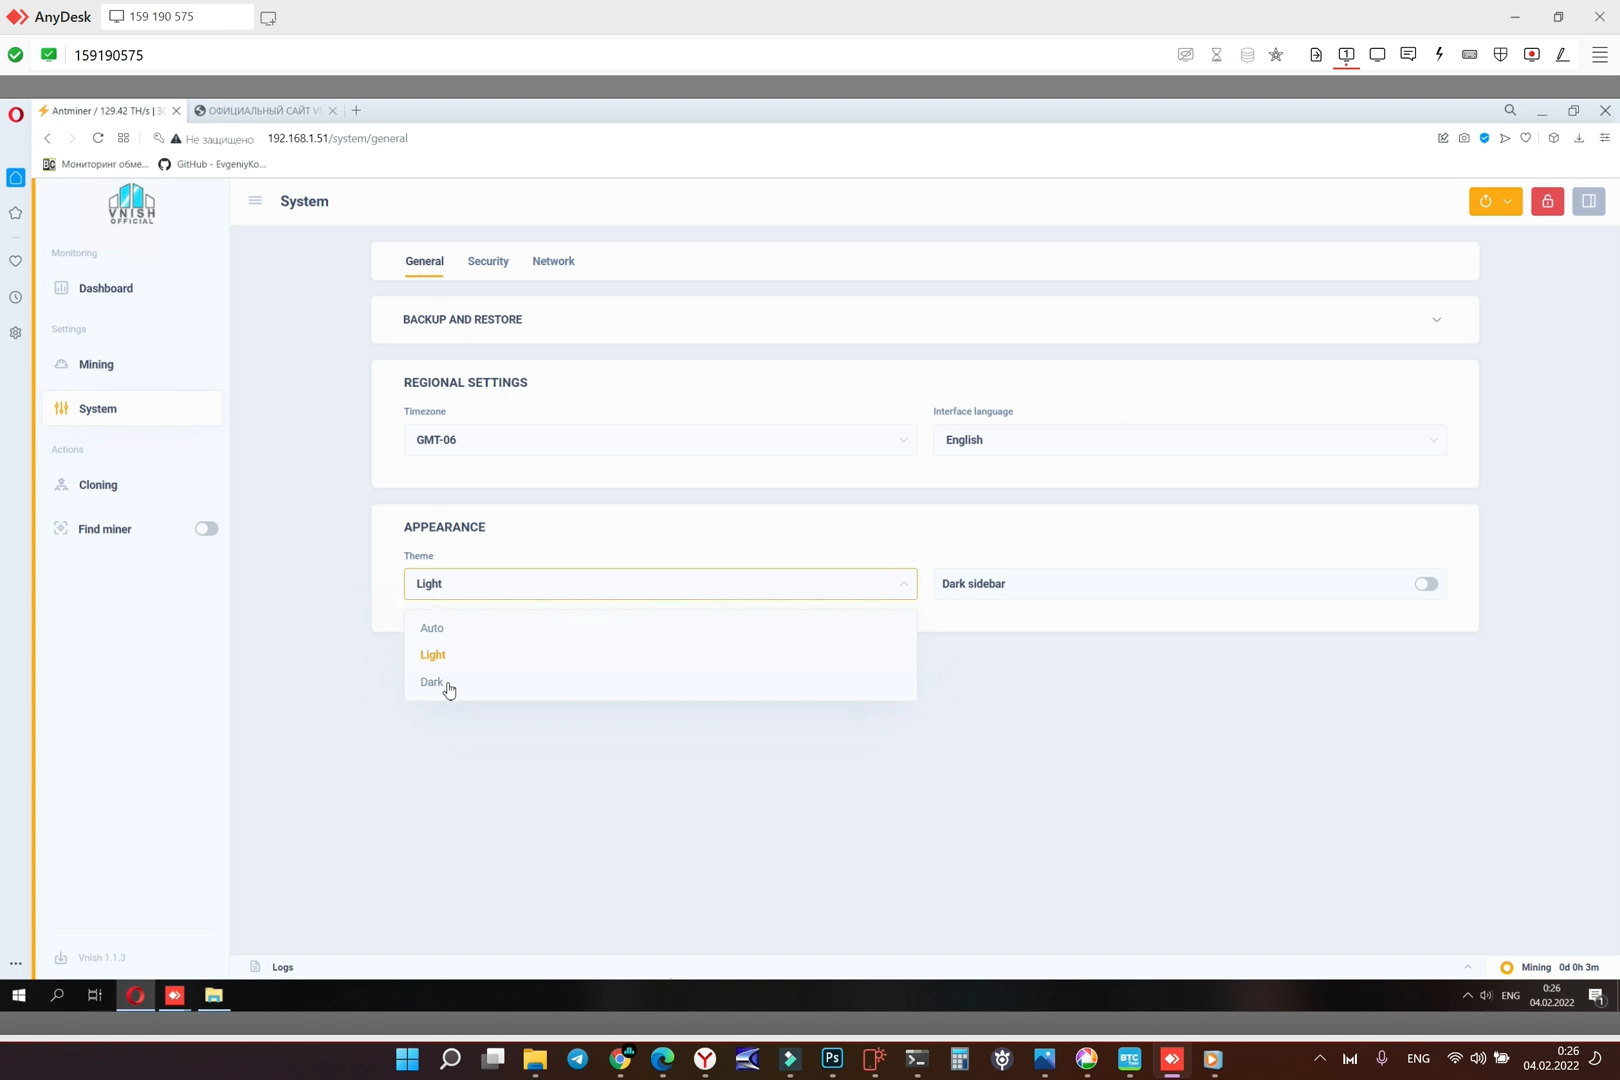 AnyDesk
159 190 575
159190575
Antminer / 129.42 TH/s | 3
ОФИЦИАЛЬНЫЙ САЙТ V
Не защищено
192.168.1.51/system/general
Мониторинг обме...
GitHub - EvgeniyKo...
VNISH
OFFICIAL
System
Monitoring
Dashboard
Settings
Mining
System
Actions
Cloning
Find miner
General
Security
Network
BACKUP AND RESTORE
REGIONAL SETTINGS
Timezone
Interface language
GMT-06
English
APPEARANCE
Theme
Light
Dark sidebar
Auto
Light
Dark
Vnish 1.1.3
Logs
Mining 0d 0h 3m
ENG
0:26
04.02.2022
1
Ps
BTC
ENG
0:26
04.02.2022